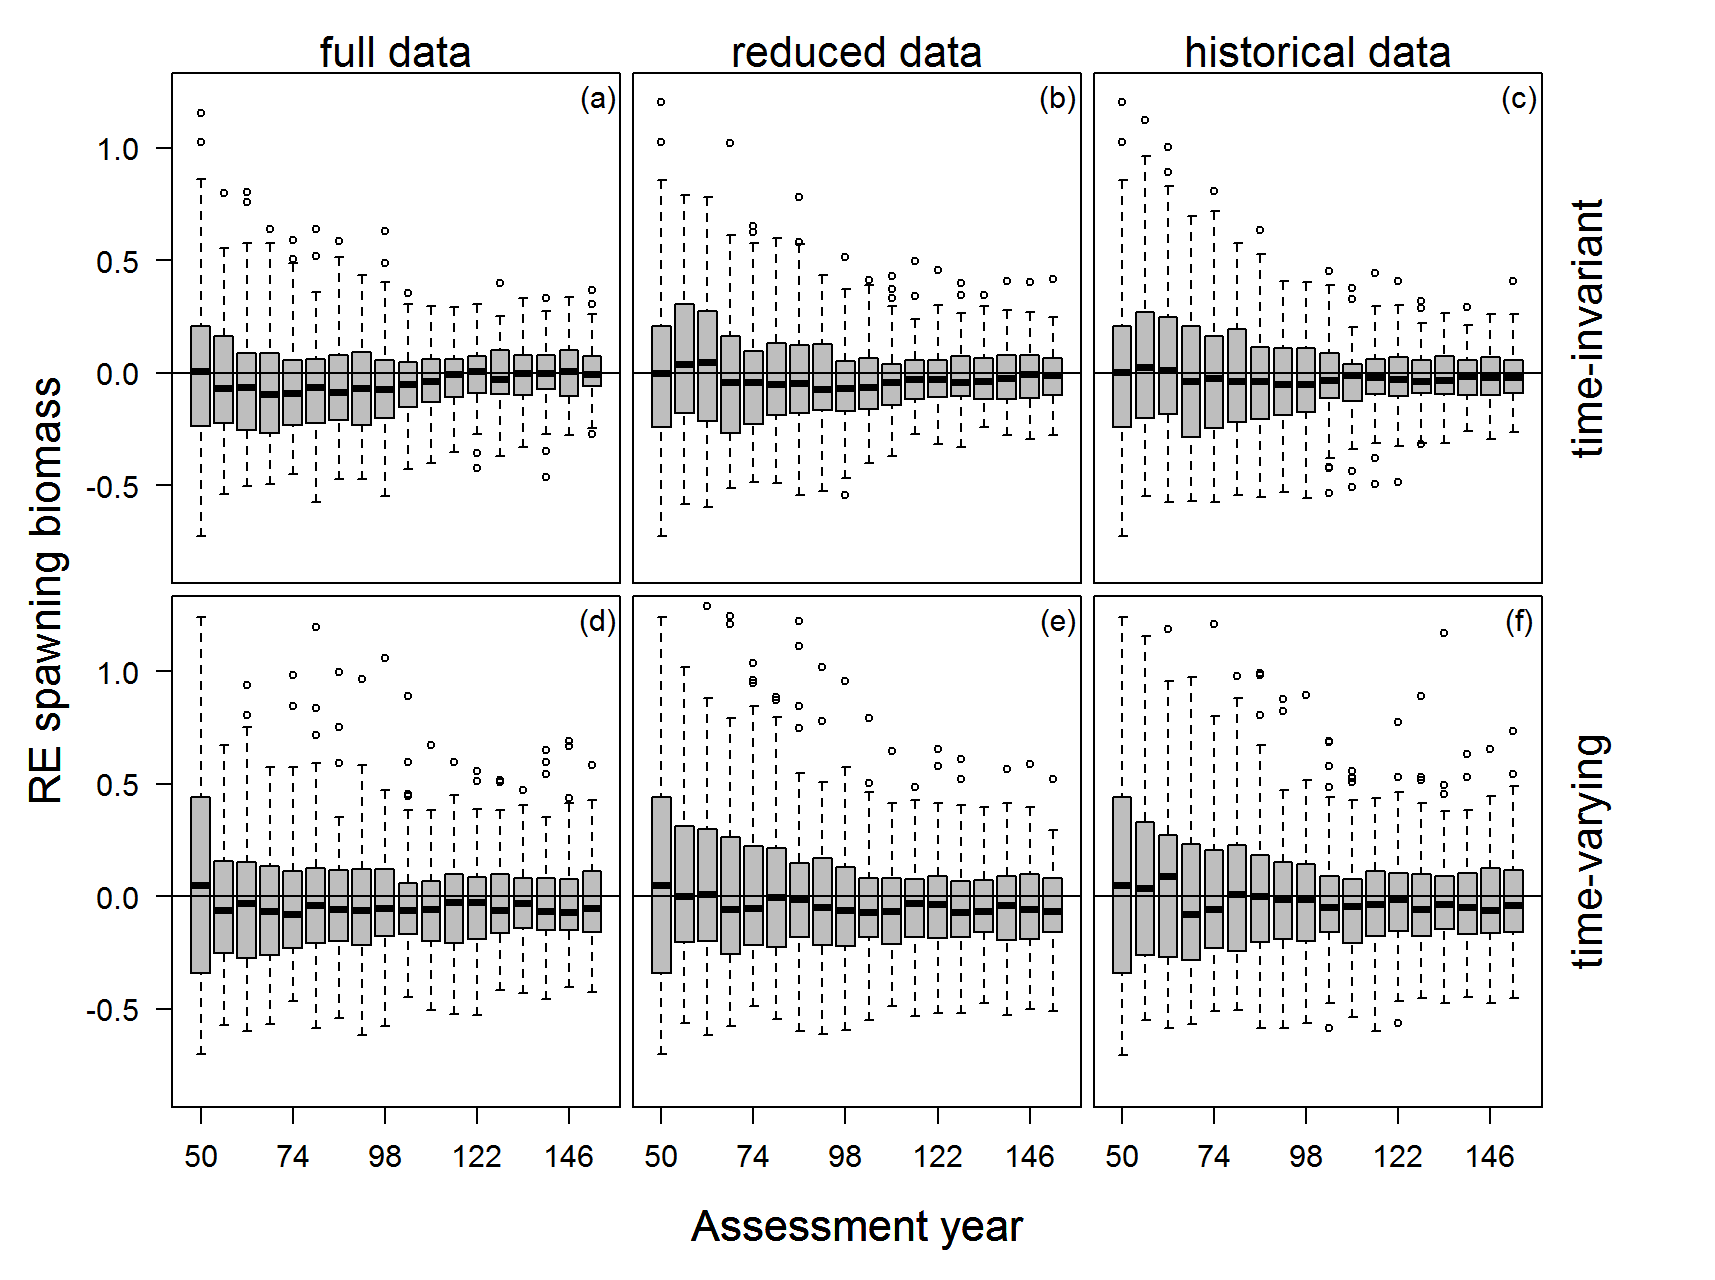 full data
reduced data
historical data
(a)
(b)
(c)
1.0
0.5
0.0
-0.5
time-invariant
RE spawning biomass
(d)
(e)
(f)
1.0
0.5
0.0
-0.5
time-varying
50 74 98 122 146
50 74 98 122 146
50 74 98 122 146
Assessment year